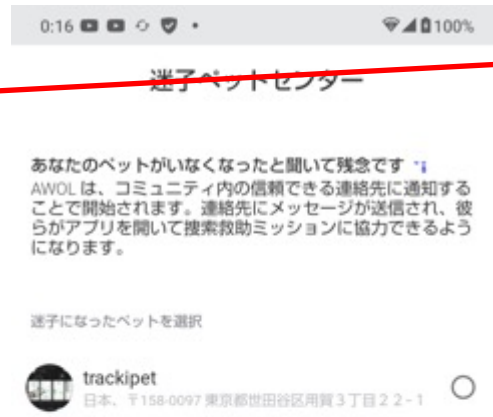 0:16 100%
迷子ペットセンター
あなたのペットがいなくなったと聞いて残念です
AWOL は、コミュニティ内の信頼できる連絡先に通知する
ことで開始されます。連絡先にメッセージが送信され、彼
らがアプリを開いて捜索救助ミッションに協力できるよう
になります。
迷子になったペットを選択
trackipet
日本、〒158-0097 東京都世田谷区用賀3丁目22-1